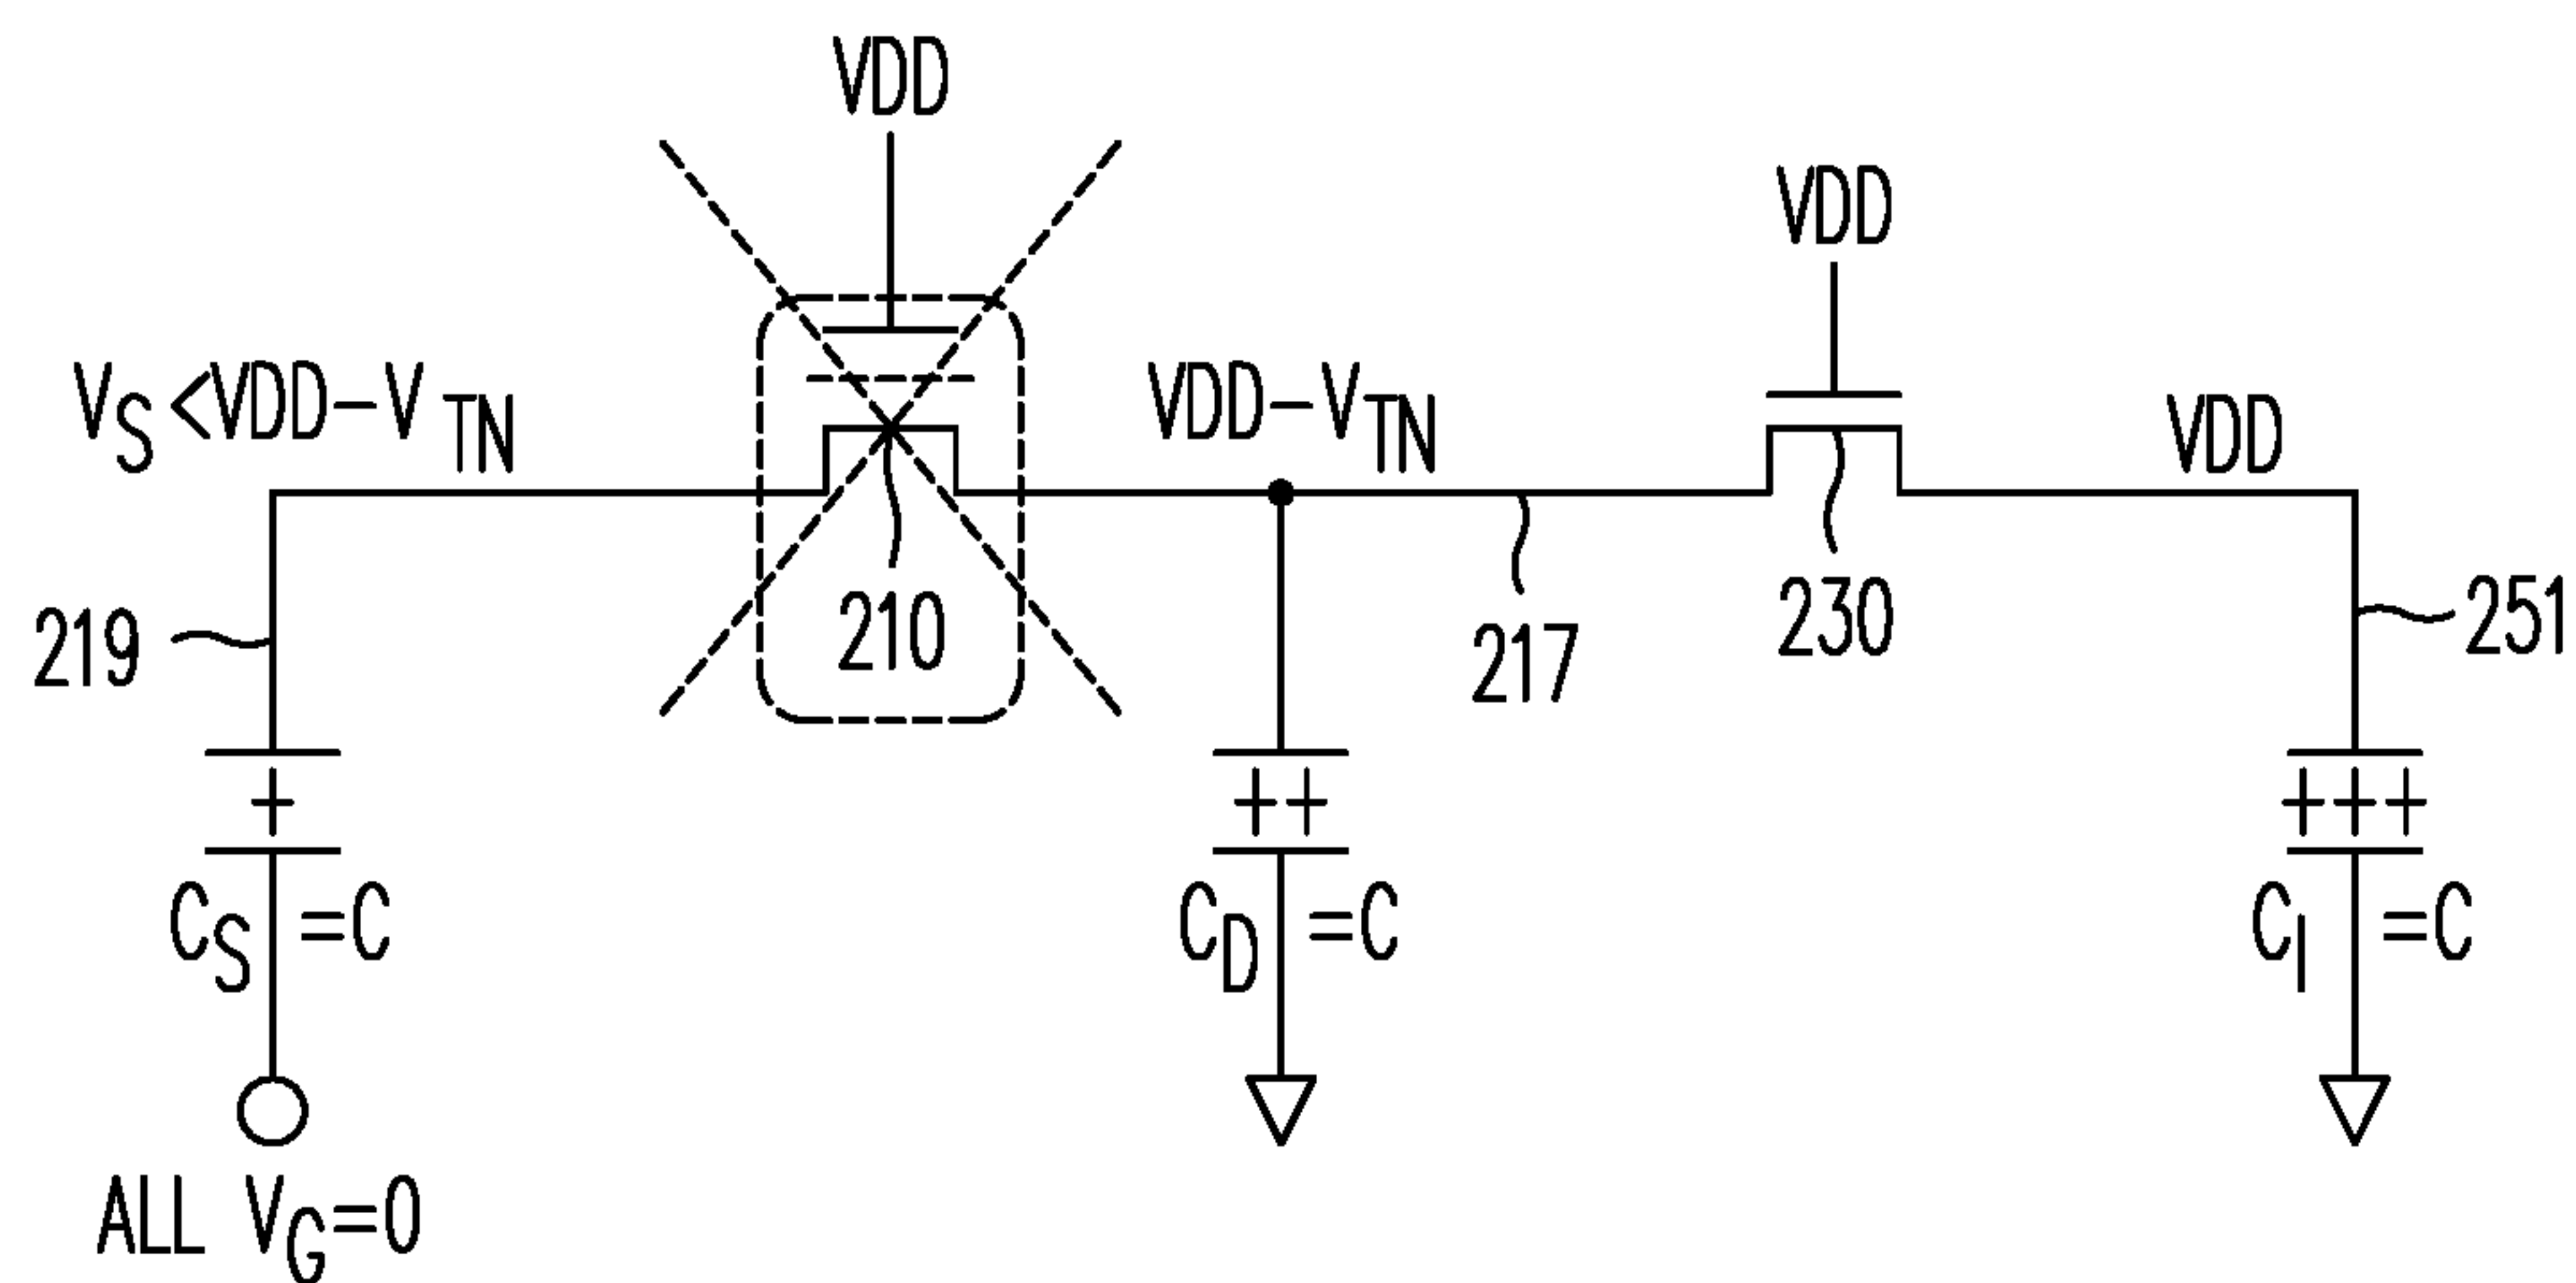 VDD
VDD
VS<VDD-VTN
VDD-VTN
VDD
219
210
217
230
251
CS =C
CD =C
CI =C
ALL VG=0